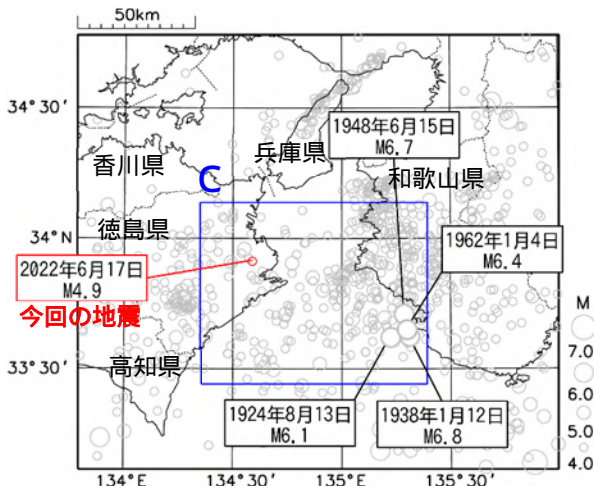 50km
34°30′
1948年6月15日
M6.7
兵庫県
香川県
C
和歌山県
徳島県
34°N
1962年1月4日
M6.4
2022年6月17日
M4.9
今回の地震
M
7.0
高知県
33°30′
6.0
1924年8月13日
M6.1
1938年1月12日
M6.8
5.0
4.0
134°E
134°30′
135°E
135°30′